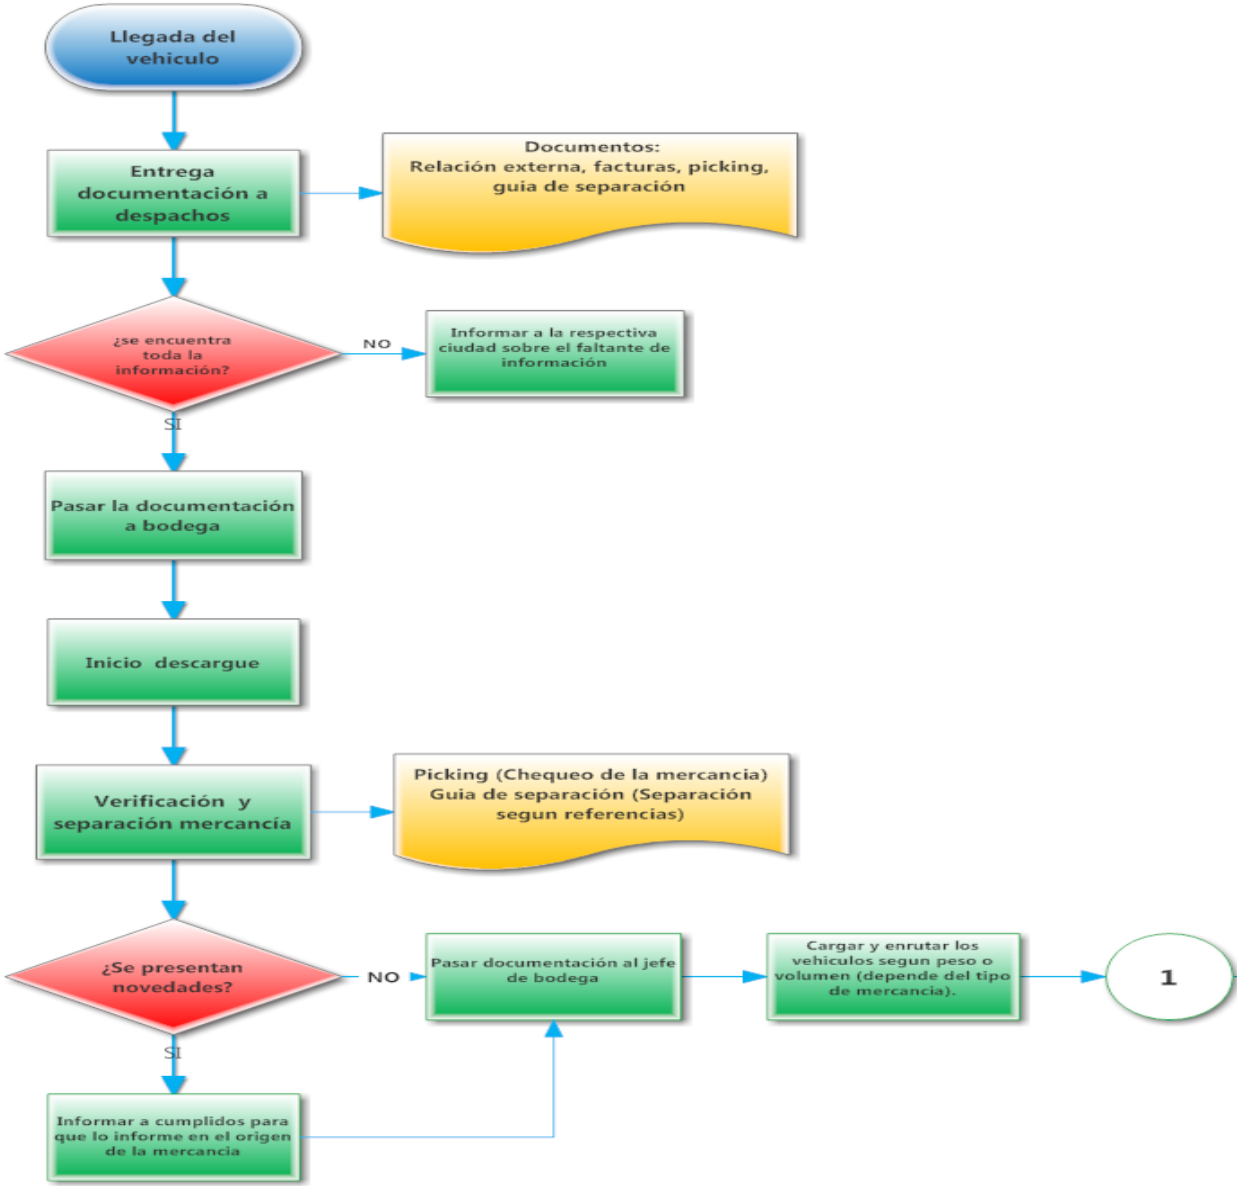 Llegada del
vehiculo
Entrega
documentación a
despachos
Documentos:
Relación externa, facturas, picking,
guia de separación
¿se encuentra
toda la
información?
NO
Informar a la respectiva
ciudad sobre el faltante de
información
SI
Pasar la documentación
a bodega
Inicio descargue
Verificación y
separación mercancía
Picking (Chequeo de la mercancia)
Guia de separación (Separación
segun referencias)
¿Se presentan
novedades?
NO
Pasar documentación al jefe
de bodega
Cargar y enrutar los
vehiculos segun peso o
volumen (depende del tipo
de mercancia).
1
SI
Informar a cumplidos para
que lo informe en el origen
de la mercancia